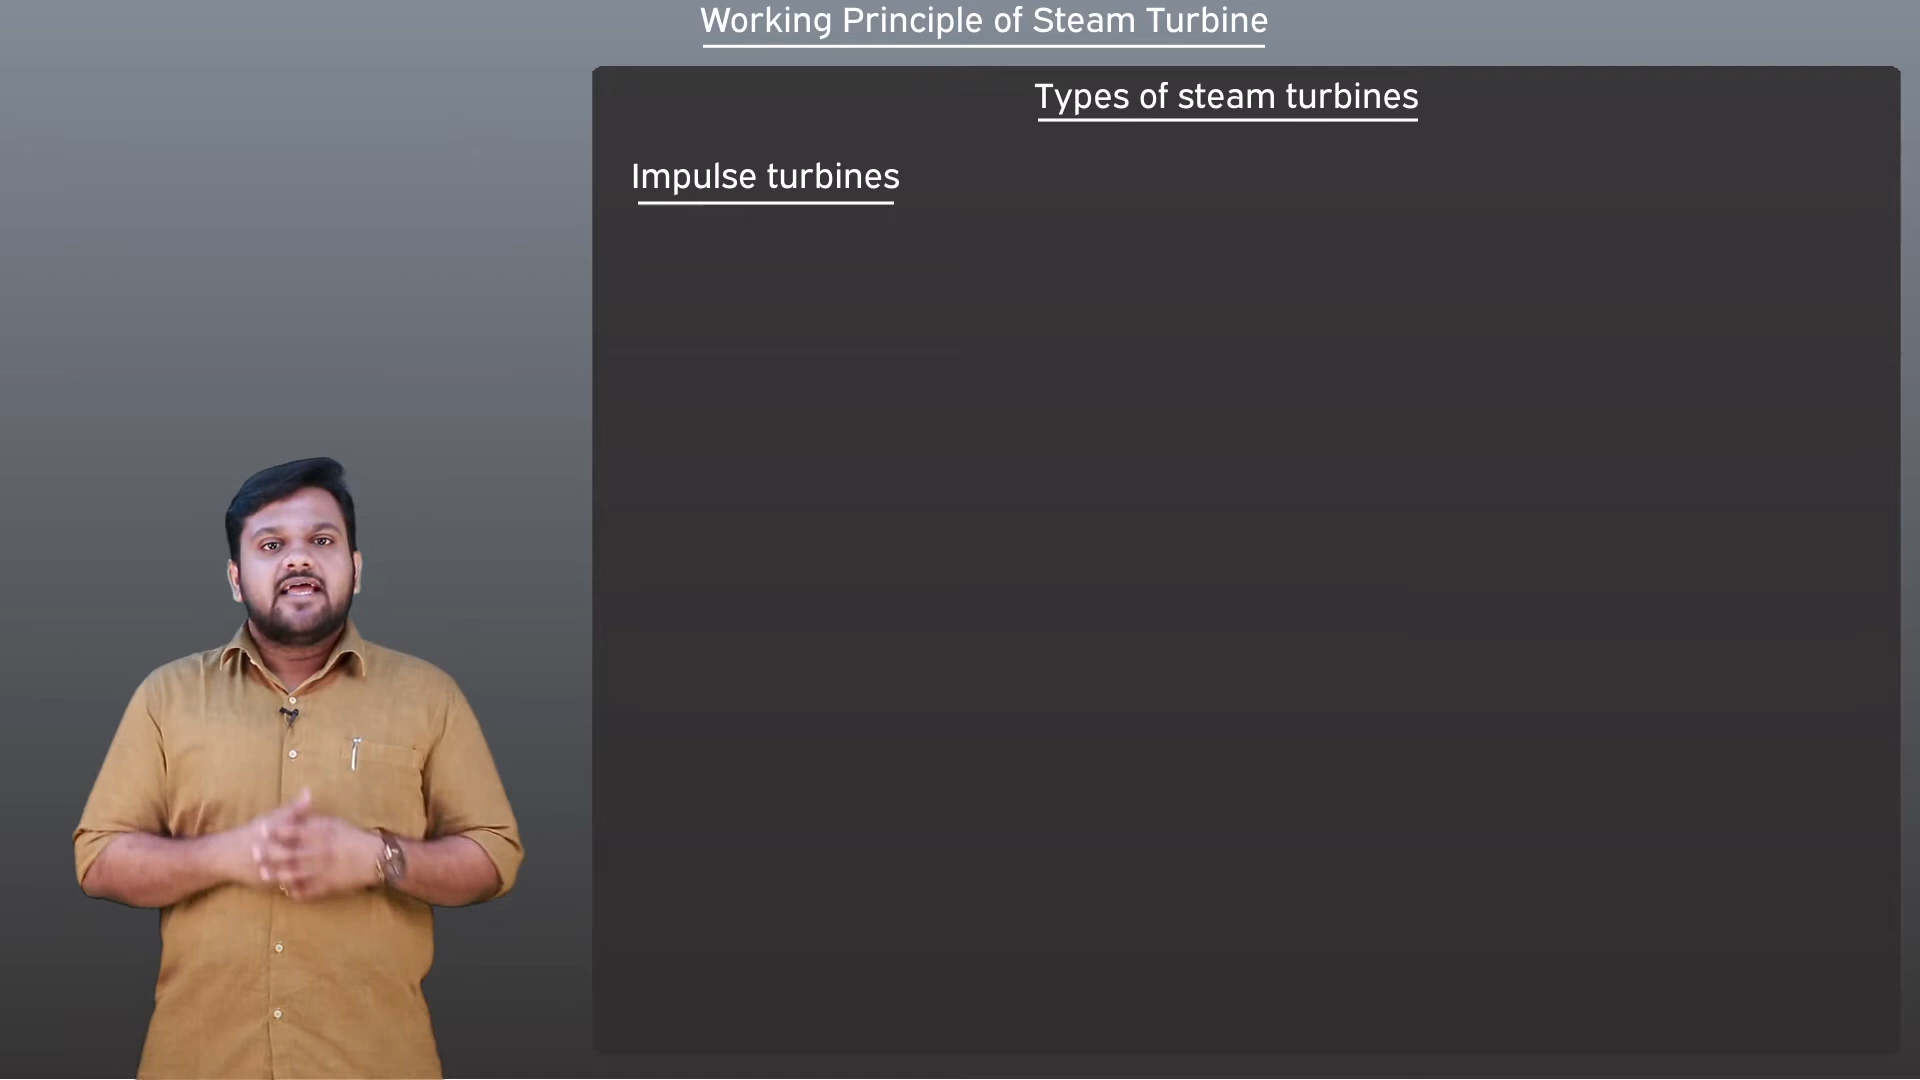 Working Principle of Steam Turbine
Types of steam turbines
Impulse turbines